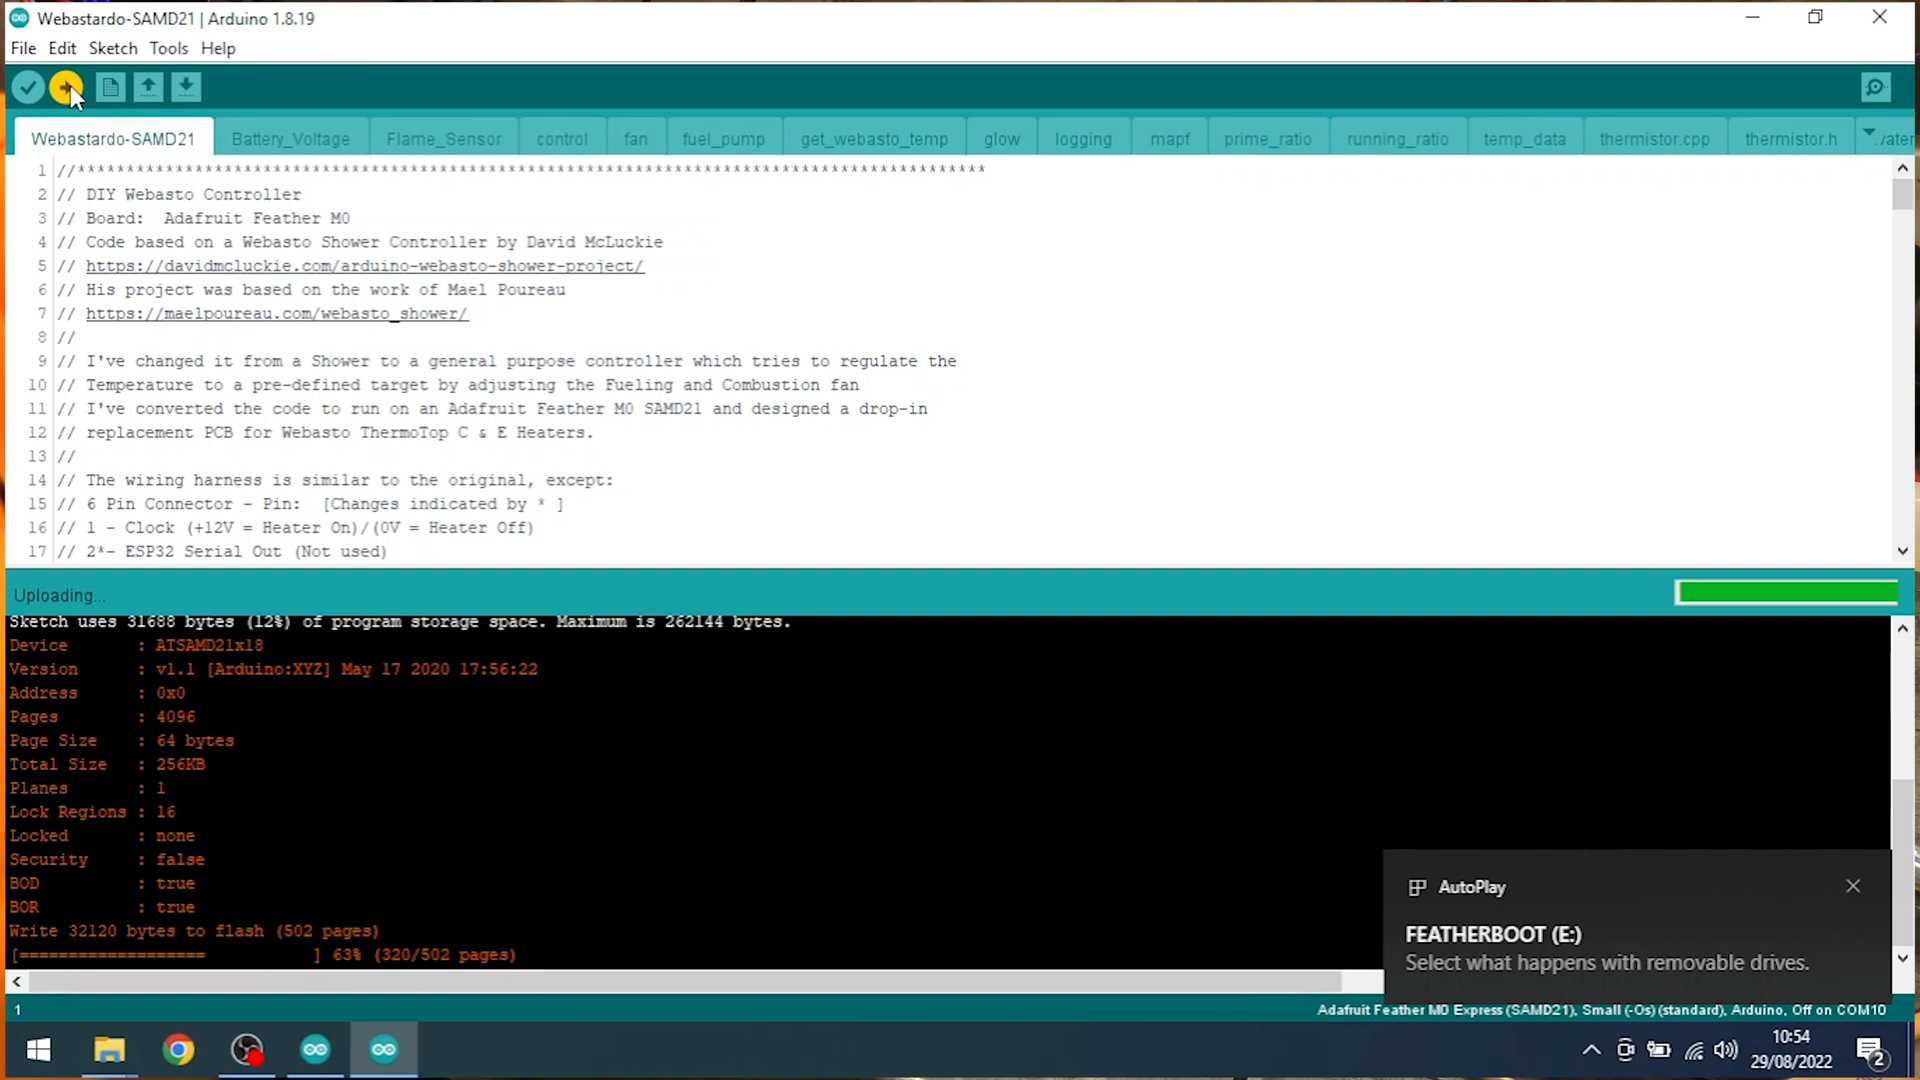 Webastardo-SAMD21 | Arduino 1.8.19
File Edit Sketch Tools Help
Webastardo-SAMD21 Battery_Voltage Flame_Sensor control fan fuel_pump get_webasto_temp glow logging mapf prime_ratio running_ratio temp_data thermistor.cpp thermistor.h
1 //*********************************************************************************************
2 // DIY Webasto Controller
3 // Board:  Adafruit Feather M0
4 // Code based on a Webasto Shower Controller by David McLuckie
5 // https://davidmcluckie.com/arduino-webasto-shower-project/
6 // His project was based on the work of Mael Poureau
7 // https://maelpoureau.com/webasto_shower/
8 //
9 // I've changed it from a Shower to a general purpose controller which tries to regulate the
10 // Temperature to a pre-defined target by adjusting the Fueling and Combustion fan
11 // I've converted the code to run on an Adafruit Feather M0 SAMD21 and designed a drop-in
12 // replacement PCB for Webasto ThermoTop C & E Heaters.
13 //
14 // The wiring harness is similar to the original, except:
15 // 6 Pin Connector - Pin:  [Changes indicated by * ]
16 // 1 - Clock (+12V = Heater On)/(0V = Heater Off)
17 // 2*- ESP32 Serial Out (Not used)
Uploading...
Sketch uses 31688 bytes (12%) of program storage space. Maximum is 262144 bytes.
Device : ATSAMD21x18
Version : v1.1 [Arduino:XYZ] May 17 2020 17:56:22
Address : 0x0
Pages : 4096
Page Size : 64 bytes
Total Size : 256KB
Planes : 1
Lock Regions : 16
Locked : none
Security : false
BOD : true
BOR : true
Write 32120 bytes to flash (502 pages)
[=================== ] 63% (320/502 pages)
AutoPlay
FEATHERBOOT (E:)
Select what happens with removable drives.
1 Adafruit Feather M0 Express (SAMD21), Small (-Os) (standard), Arduino, Off on COM10
10:54
29/08/2022
2